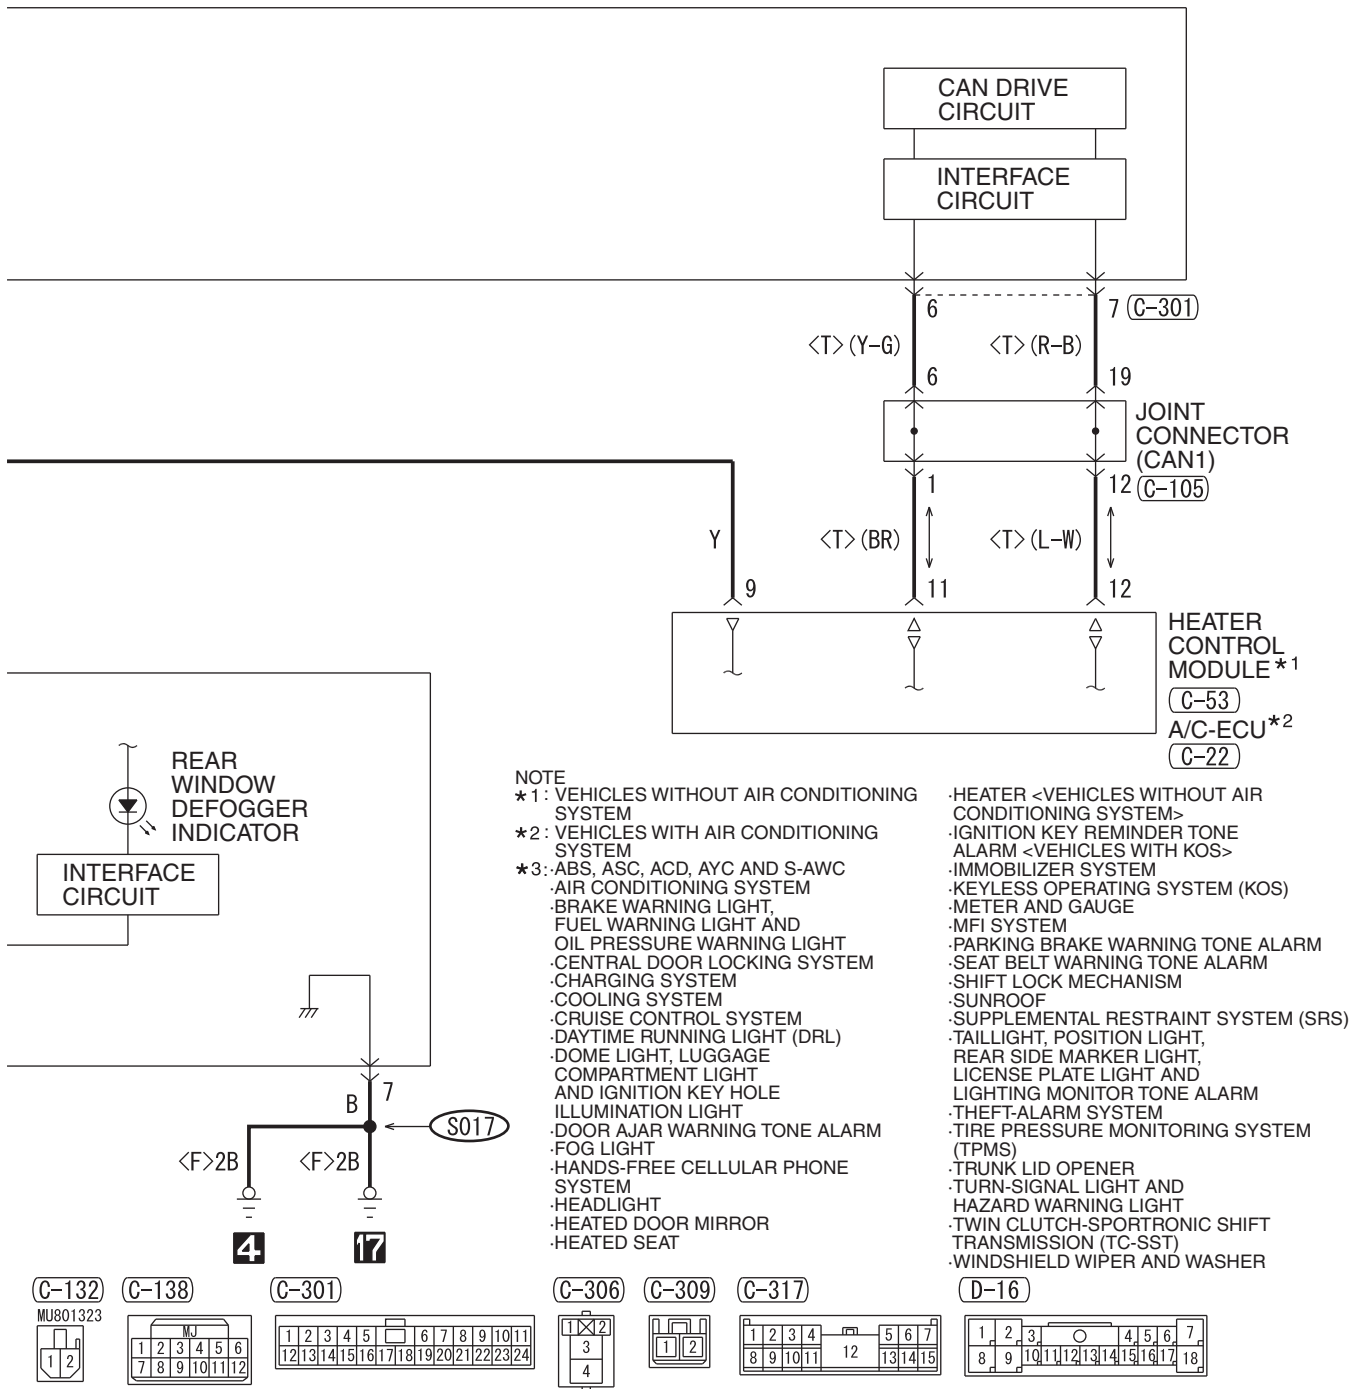 CAN DRIVE
CIRCUIT
INTERFACE
CIRCUIT
6
7
C-301
<T>(Y-G)
<T>(R-B)
6
19
JOINT
CONNECTOR
(CAN1)
C-105
1
12
Y
<T>(BR)
<T>(L-W)
9
11
12
HEATER
CONTROL
MODULE*1
C-53
A/C-ECU*2
C-22
REAR
WINDOW
DEFOGGER
INDICATOR
INTERFACE
CIRCUIT
7
B
S017
<F>2B
<F>2B
4
17
NOTE
*1: VEHICLES WITHOUT AIR CONDITIONING
SYSTEM
*2: VEHICLES WITH AIR CONDITIONING
SYSTEM
*3:·ABS, ASC, ACD, AYC AND S-AWC
·AIR CONDITIONING SYSTEM
·BRAKE WARNING LIGHT,
FUEL WARNING LIGHT AND
OIL PRESSURE WARNING LIGHT
·CENTRAL DOOR LOCKING SYSTEM
·CHARGING SYSTEM
·COOLING SYSTEM
·CRUISE CONTROL SYSTEM
·DAYTIME RUNNING LIGHT (DRL)
·DOME LIGHT, LUGGAGE
COMPARTMENT LIGHT
AND IGNITION KEY HOLE
ILLUMINATION LIGHT
·DOOR AJAR WARNING TONE ALARM
·FOG LIGHT
·HANDS-FREE CELLULAR PHONE
SYSTEM
·HEADLIGHT
·HEATED DOOR MIRROR
·HEATED SEAT
·HEATER <VEHICLES WITHOUT AIR
CONDITIONING SYSTEM>
·IGNITION KEY REMINDER TONE
ALARM <VEHICLES WITH KOS>
·IMMOBILIZER SYSTEM
·KEYLESS OPERATING SYSTEM (KOS)
·METER AND GAUGE
·MFI SYSTEM
·PARKING BRAKE WARNING TONE ALARM
·SEAT BELT WARNING TONE ALARM
·SHIFT LOCK MECHANISM
·SUNROOF
·SUPPLEMENTAL RESTRAINT SYSTEM (SRS)
·TAILLIGHT, POSITION LIGHT,
REAR SIDE MARKER LIGHT,
LICENSE PLATE LIGHT AND
LIGHTING MONITOR TONE ALARM
·THEFT-ALARM SYSTEM
·TIRE PRESSURE MONITORING SYSTEM
(TPMS)
·TRUNK LID OPENER
·TURN-SIGNAL LIGHT AND
HAZARD WARNING LIGHT
·TWIN CLUTCH-SPORTRONIC SHIFT
TRANSMISSION (TC-SST)
·WINDSHIELD WIPER AND WASHER
C-132
MU801323
1 2
C-138
MJ
1 2 3 4 5 6
7 8 9 10 11 12
C-301
1 2 3 4 5 6 7 8 9 10 11
12 13 14 15 16 17 18 19 20 21 22 23 24
C-306
1 2
3
4
C-309
1 2
C-317
1 2 3 4 5 6 7
8 9 10 11 12 13 14 15
D-16
1 2 3 4 5 6 7
8 9 10 11 12 13 14 15 16 17 18